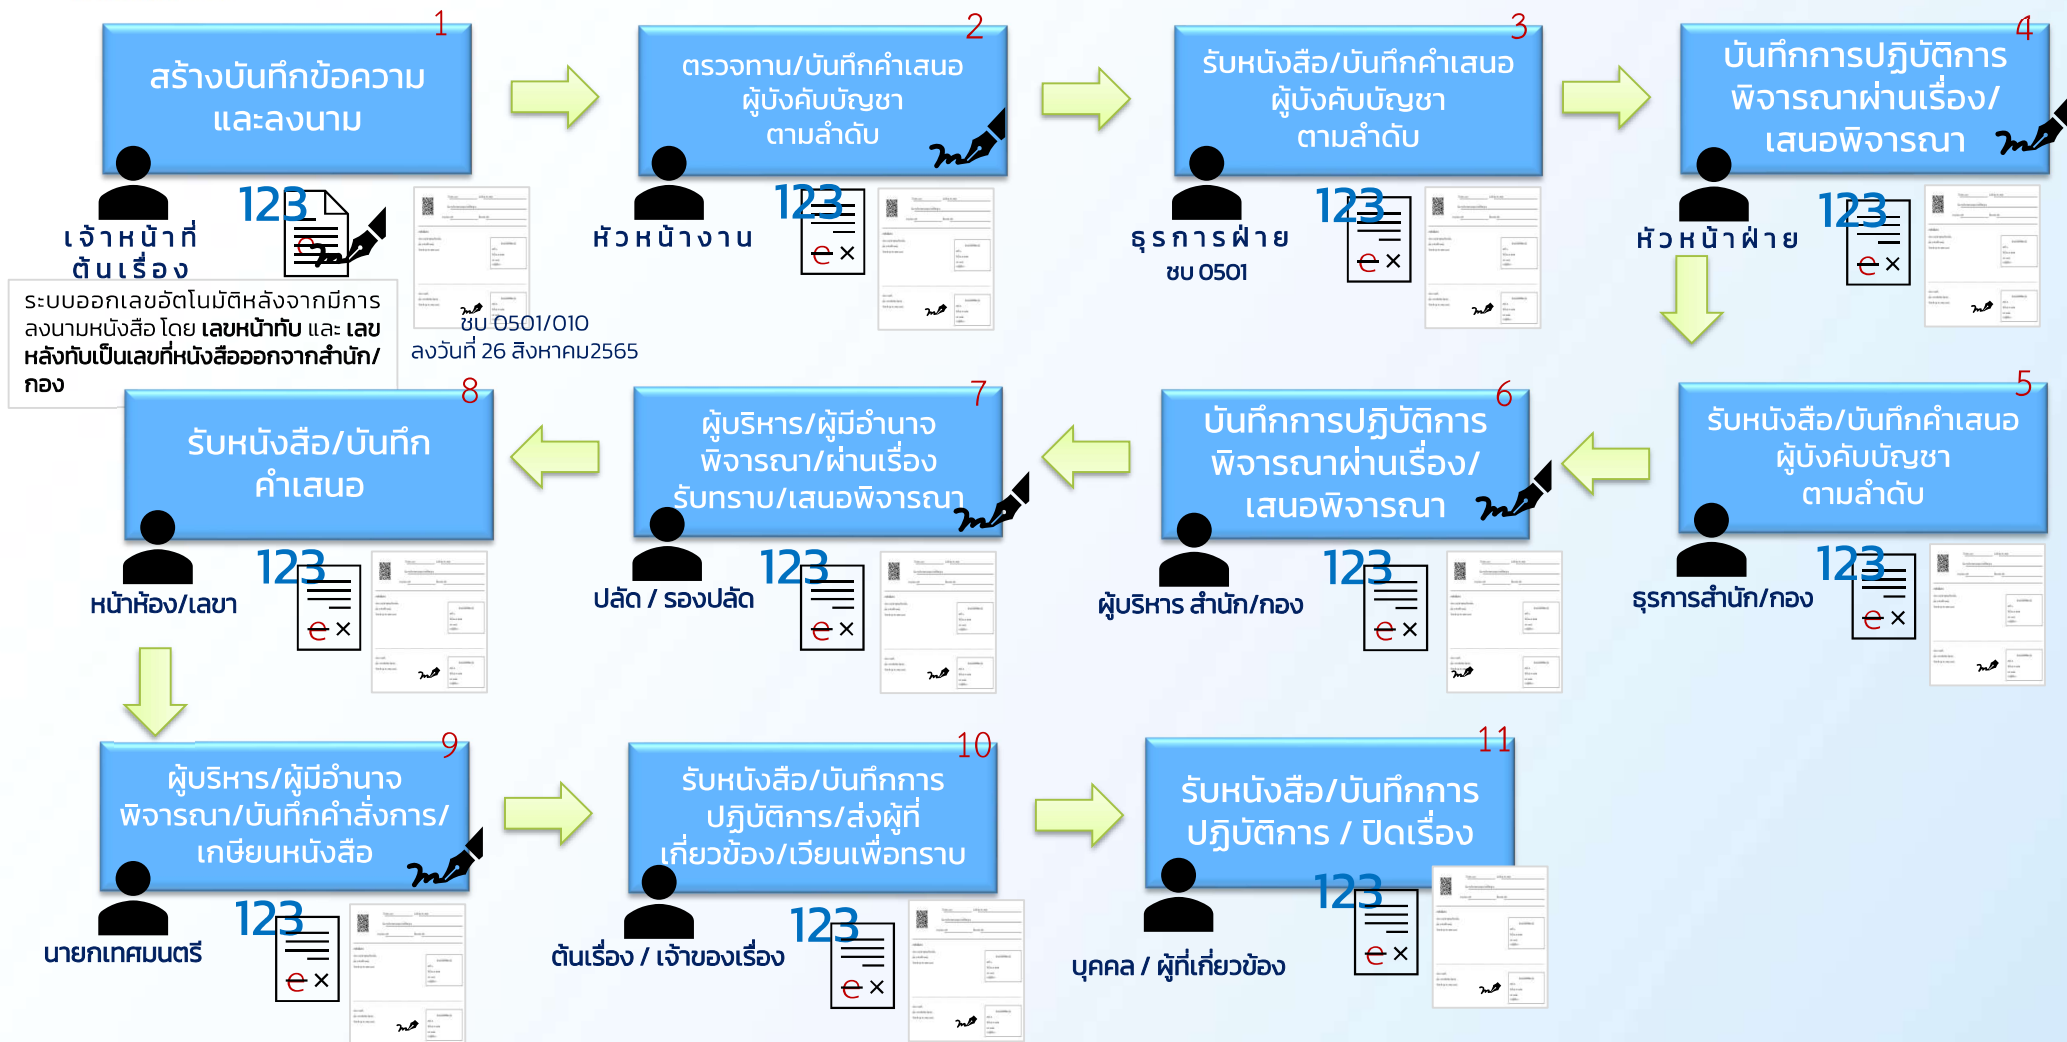 1
สร้างบันทึกข้อความ
และลงนาม
123
e
เจ้าหน้าที่
ต้นเรื่อง
ระบบออกเลขอัตโนมัติหลังจากมีการ
ลงนามหนังสือ โดย เลขหน้าทับ และ เลข
หลังทับเป็นเลขที่หนังสือออกจากสำนัก/
กอง
ชบ 0501/010
ลงวันที่ 26 สิงหาคม2565
2
ตรวจทาน/บันทึกคำเสนอ
ผู้บังคับบัญชา
ตามลำดับ
123
e ×
หัวหน้างาน
3
รับหนังสือ/บันทึกคำเสนอ
ผู้บังคับบัญชา
ตามลำดับ
123
e ×
ธุรการฝ่าย
ชบ 0501
4
บันทึกการปฏิบัติการ
พิจารณาผ่านเรื่อง/
เสนอพิจารณา
123
e ×
หัวหน้าฝ่าย
5
รับหนังสือ/บันทึกคำเสนอ
ผู้บังคับบัญชา
ตามลำดับ
123
e ×
ธุรการสำนัก/กอง
6
บันทึกการปฏิบัติการ
พิจารณาผ่านเรื่อง/
เสนอพิจารณา
123
e ×
ผู้บริหาร สำนัก/กอง
7
ผู้บริหาร/ผู้มีอำนาจ
พิจารณา/ผ่านเรื่อง
รับทราบ/เสนอพิจารณา
123
e ×
ปลัด / รองปลัด
8
รับหนังสือ/บันทึก
คำเสนอ
123
e ×
หน้าห้อง/เลขา
9
ผู้บริหาร/ผู้มีอำนาจ
พิจารณา/บันทึกคำสั่งการ/
เกษียนหนังสือ
123
e ×
นายกเทศมนตรี
10
รับหนังสือ/บันทึกการ
ปฏิบัติการ/ส่งผู้ที่
เกี่ยวข้อง/เวียนเพื่อทราบ
123
e ×
ต้นเรื่อง / เจ้าของเรื่อง
11
รับหนังสือ/บันทึกการ
ปฏิบัติการ / ปิดเรื่อง
123
e ×
บุคคล / ผู้ที่เกี่ยวข้อง